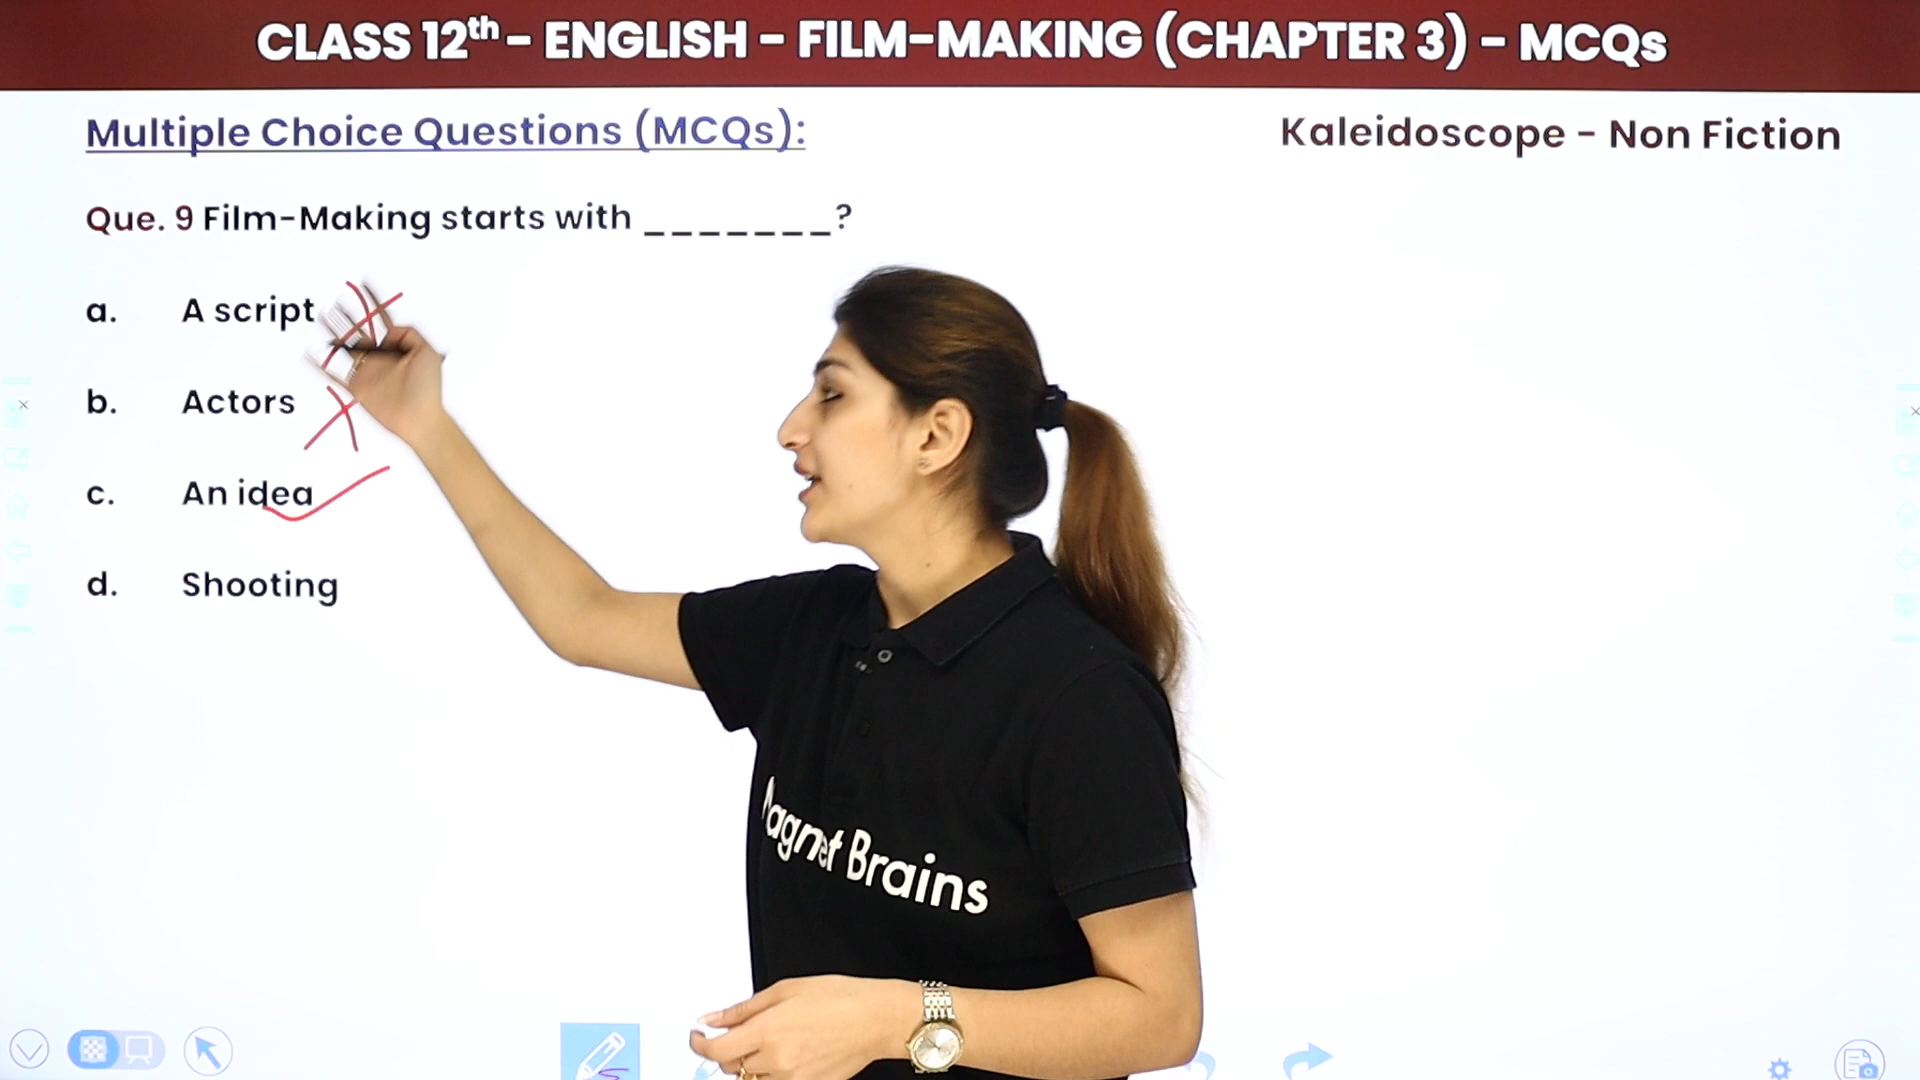 CLASS 12th - ENGLISH - FILM-MAKING (CHAPTER 3) - MCQs
Multiple Choice Questions (MCQs):
Kaleidoscope - Non Fiction
Que. 9 Film-Making starts with _______?
a. A script
b. Actors
c. An idea
d. Shooting
Magnet Brains